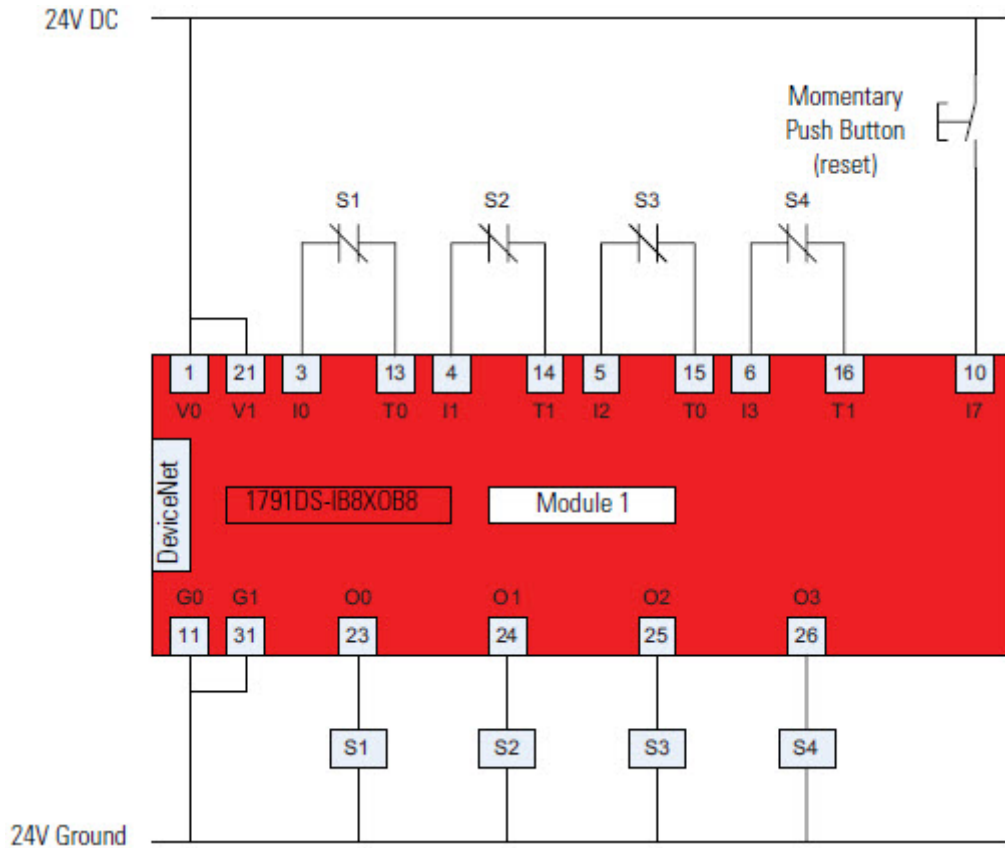 24V DC
Momentary
Push Button
(reset)
S1 S2 S3 S4
1 21 3 13 4 14 5 15 6 16 10
V0 V1 I0 T0 I1 T1 I2 T0 I3 T1 I7
DeviceNet
1791DS-IB8XOB8 Module 1
G0 G1 O0 O1 O2 O3
11 31 23 24 25 26
S1 S2 S3 S4
24V Ground